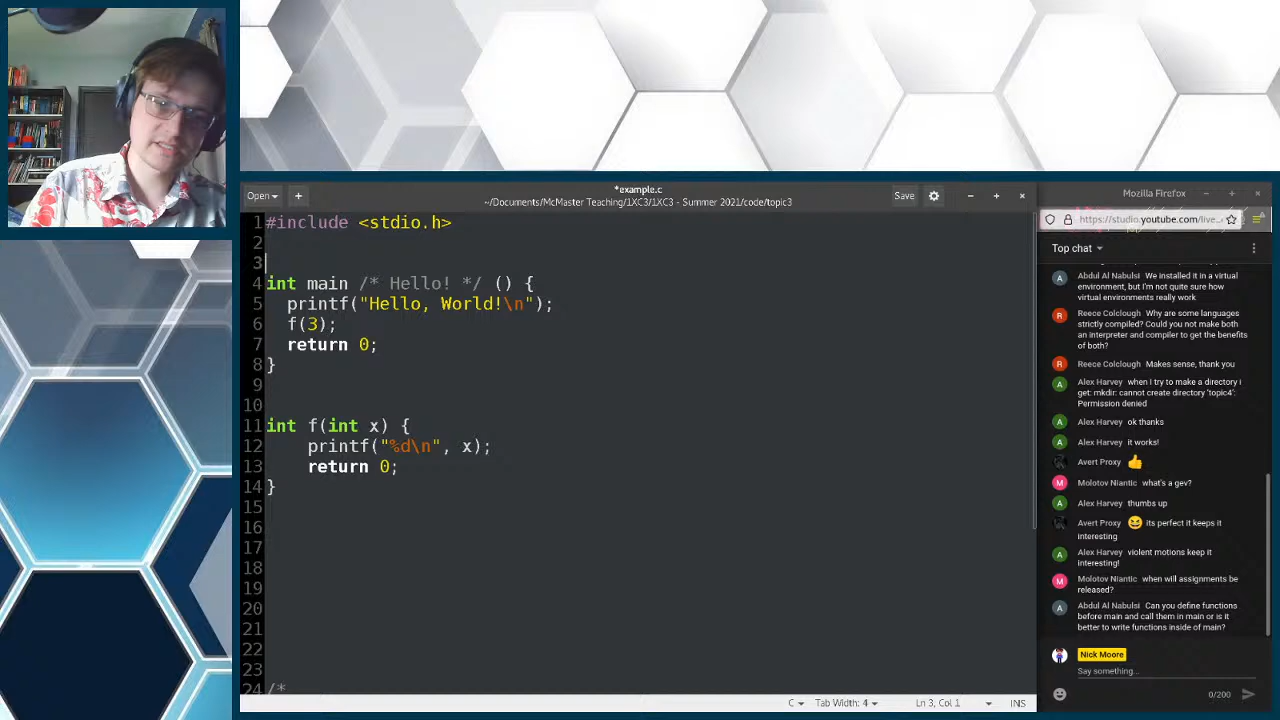 *example.c
Open
+
~/Documents/McMaster Teaching/1XC3/1XC3 - Summer 2021/code/topic3
Save
1 #include <stdio.h>
2
3
4 int main /* Hello! */ () {
5 printf("Hello, World!\n");
6 f(3);
7 return 0;
8 }
9
10
11 int f(int x) {
12 printf("%d\n", x);
13 return 0;
14 }
15
16
17
18
19
20
21
22
23
24 /*
C
Tab Width: 4
Ln 3, Col 1
INS
Mozilla Firefox
https://studio.youtube.com/live
Top chat
A
Abdul Al Nabulsi We installed it in a virtual
environment, but I'm not quite sure how
virtual environments really work
R
Reece Colclough Why are some languages
strictly compiled? Could you not make both
an interpreter and compiler to get the benefits
of both?
R
Reece Colclough Makes sense, thank you
A
Alex Harvey when I try to make a directory i
get: mkdir: cannot create directory 'topic4':
Permission denied
A
Alex Harvey ok thanks
A
Alex Harvey it works!
Avert Proxy 👍
M
Molotov Niantic what's a gev?
A
Alex Harvey thumbs up
Avert Proxy 😆 its perfect it keeps it
interesting
A
Alex Harvey violent motions keep it
interesting!
M
Molotov Niantic when will assignments be
released?
A
Abdul Al Nabulsi Can you define functions
before main and call them in main or is it
better to write functions inside of main?
Nick Moore
Say something...
0/200